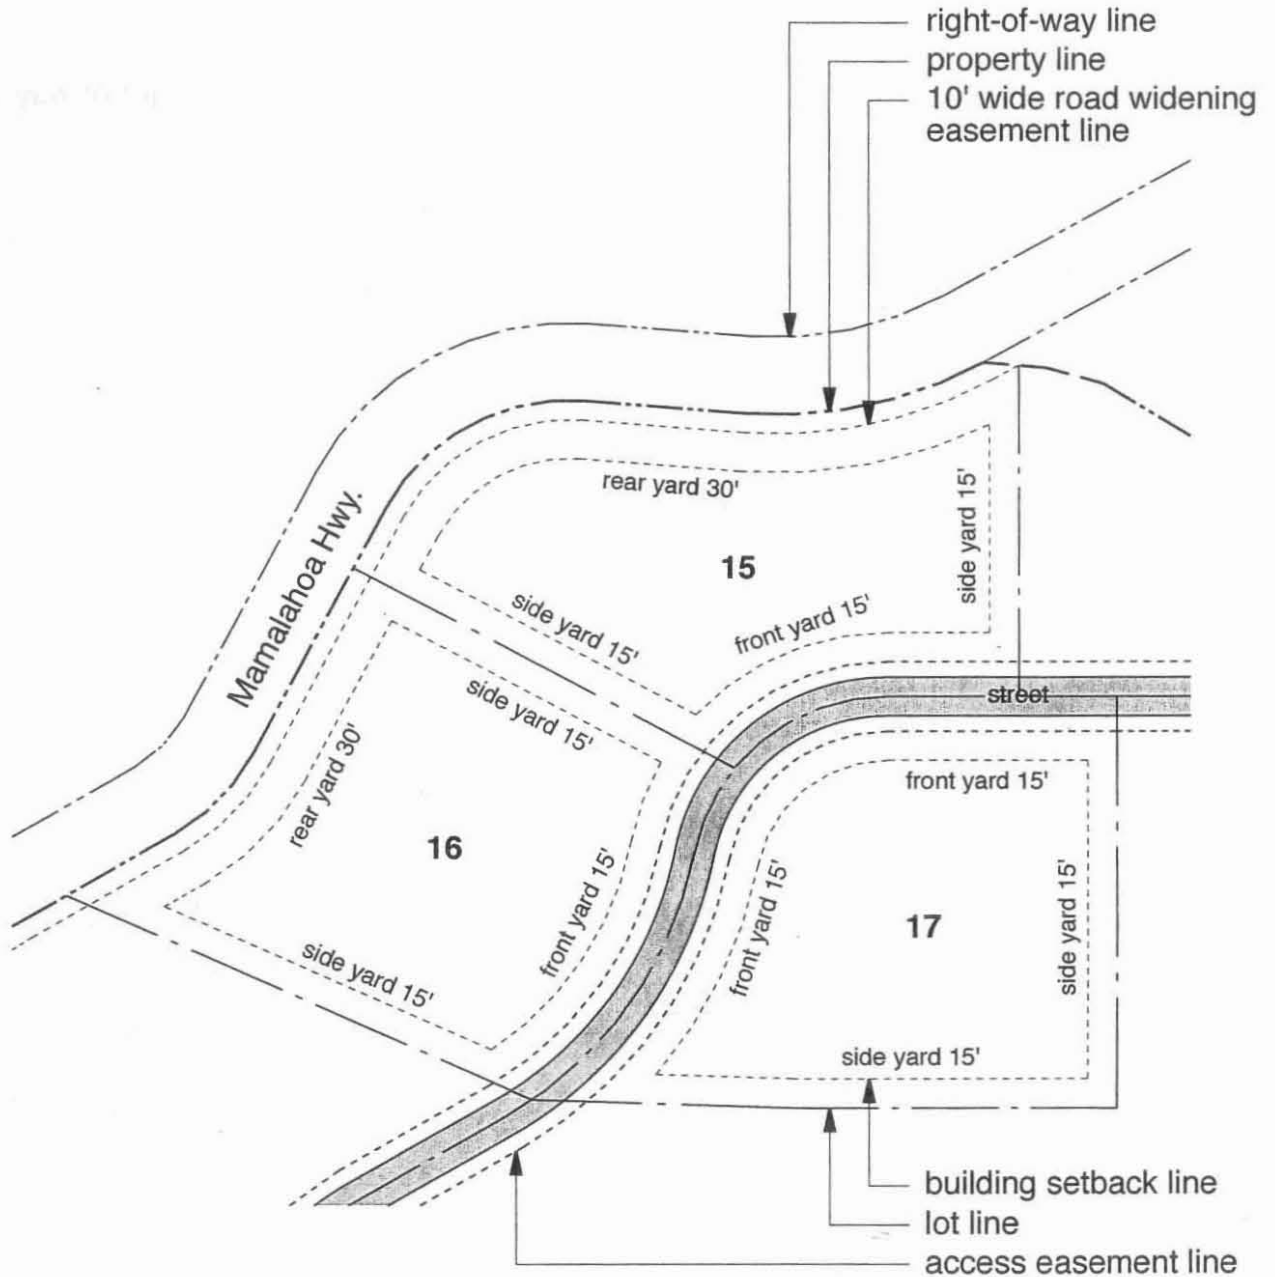 right-of-way line
property line
10' wide road widening
easement line
Mamalahoa Hwy.
rear yard 30'
side yard 15'
15
side yard 15'
front yard 15'
side yard 15'
street
rear yard 30'
front yard 15'
16
front yard 15'
front yard 15'
side yard 15'
17
side yard 15'
side yard 15'
building setback line
lot line
access easement line